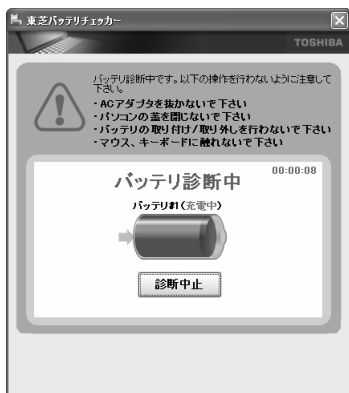 東芝バッテリチェッカー
TOSHIBA
バッテリ診断中です。以下の操作を行わないように注意して
下さい。
・ACアダプタを抜かないで下さい
・パソコンの蓋を閉じないで下さい
・バッテリの取り付け/取り外しを行わないで下さい
・マウス、キーボードに触れないで下さい
00:00:08
バッテリ診断中
バッテリ#1(充電中)
診断中止